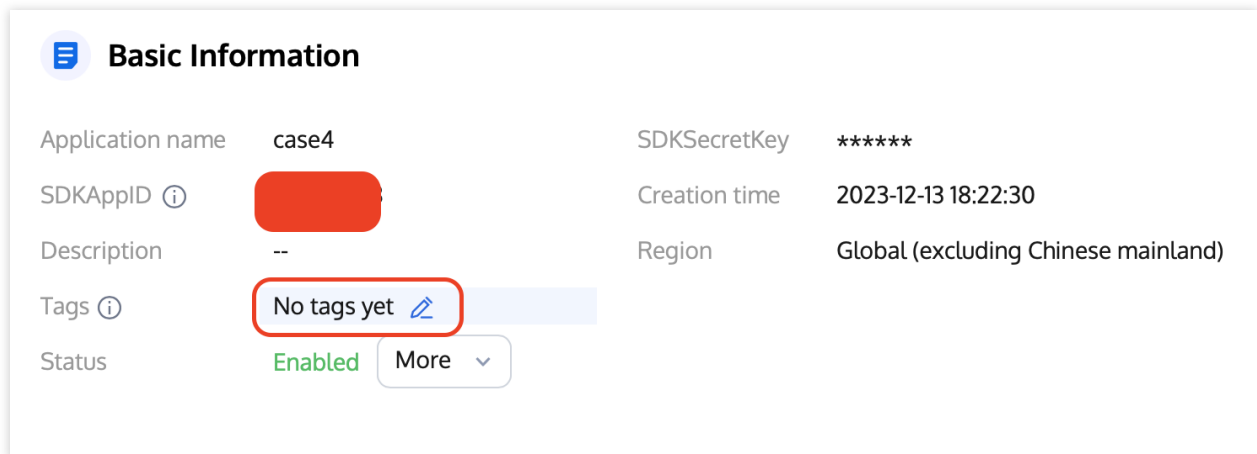 Basic Information
Application name case4
SDKAppID
Description --
Tags No tags yet
Status Enabled More
SDKSecretKey ******
Creation time 2023-12-13 18:22:30
Region Global (excluding Chinese mainland)